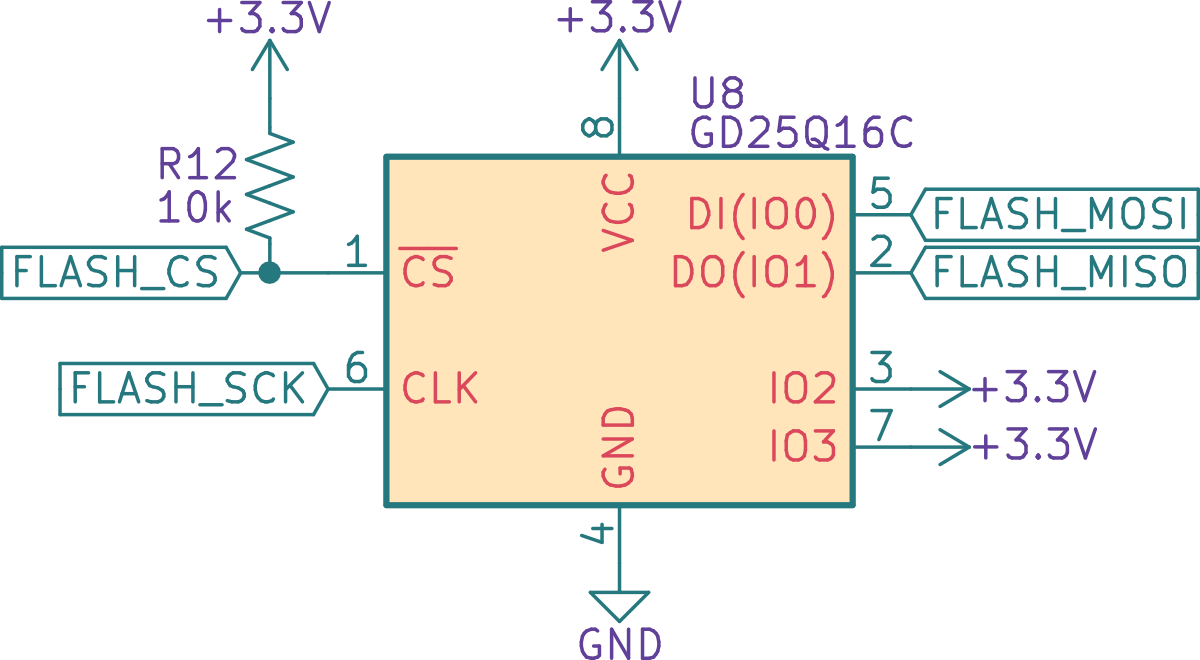 +3.3V
+3.3V
U8
GD25Q16C
R12
10k
8
VCC
DI(IO0)
5
FLASH_MOSI
FLASH_CS
1
CS
DO(IO1)
2
FLASH_MISO
FLASH_SCK
6
CLK
IO2
3
+3.3V
IO3
7
+3.3V
GND
4
GND